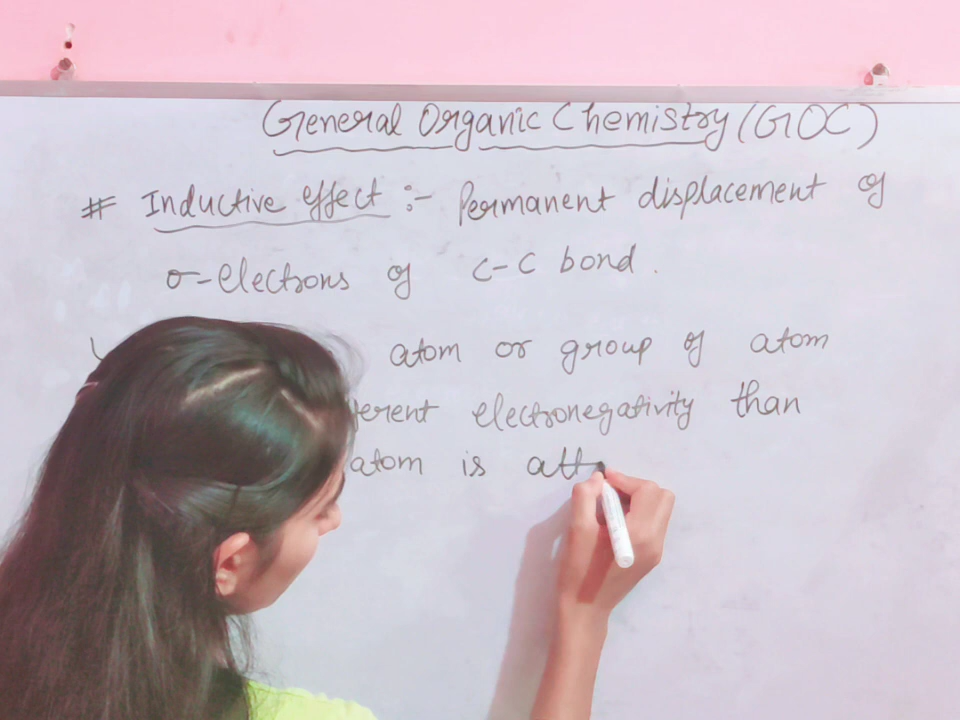 General Organic Chemistry (GOC)
# Inductive effect :- Permanent displacement of
σ-electrons of C-C bond.
atom or group of atom
erent electronegativity than
atom is att